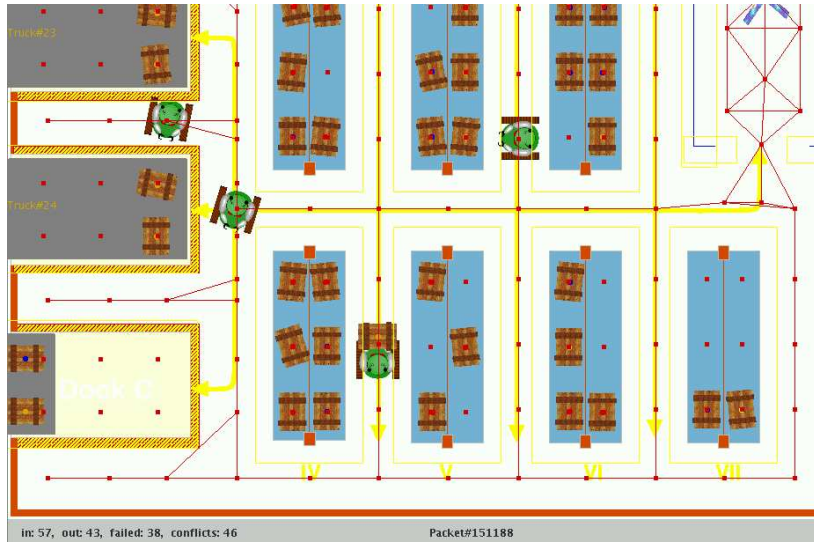 Truck#23
Truck#24
Dock C
IV V VI VII
in: 57, out: 43, failed: 38, conflicts: 46 Packet#151188